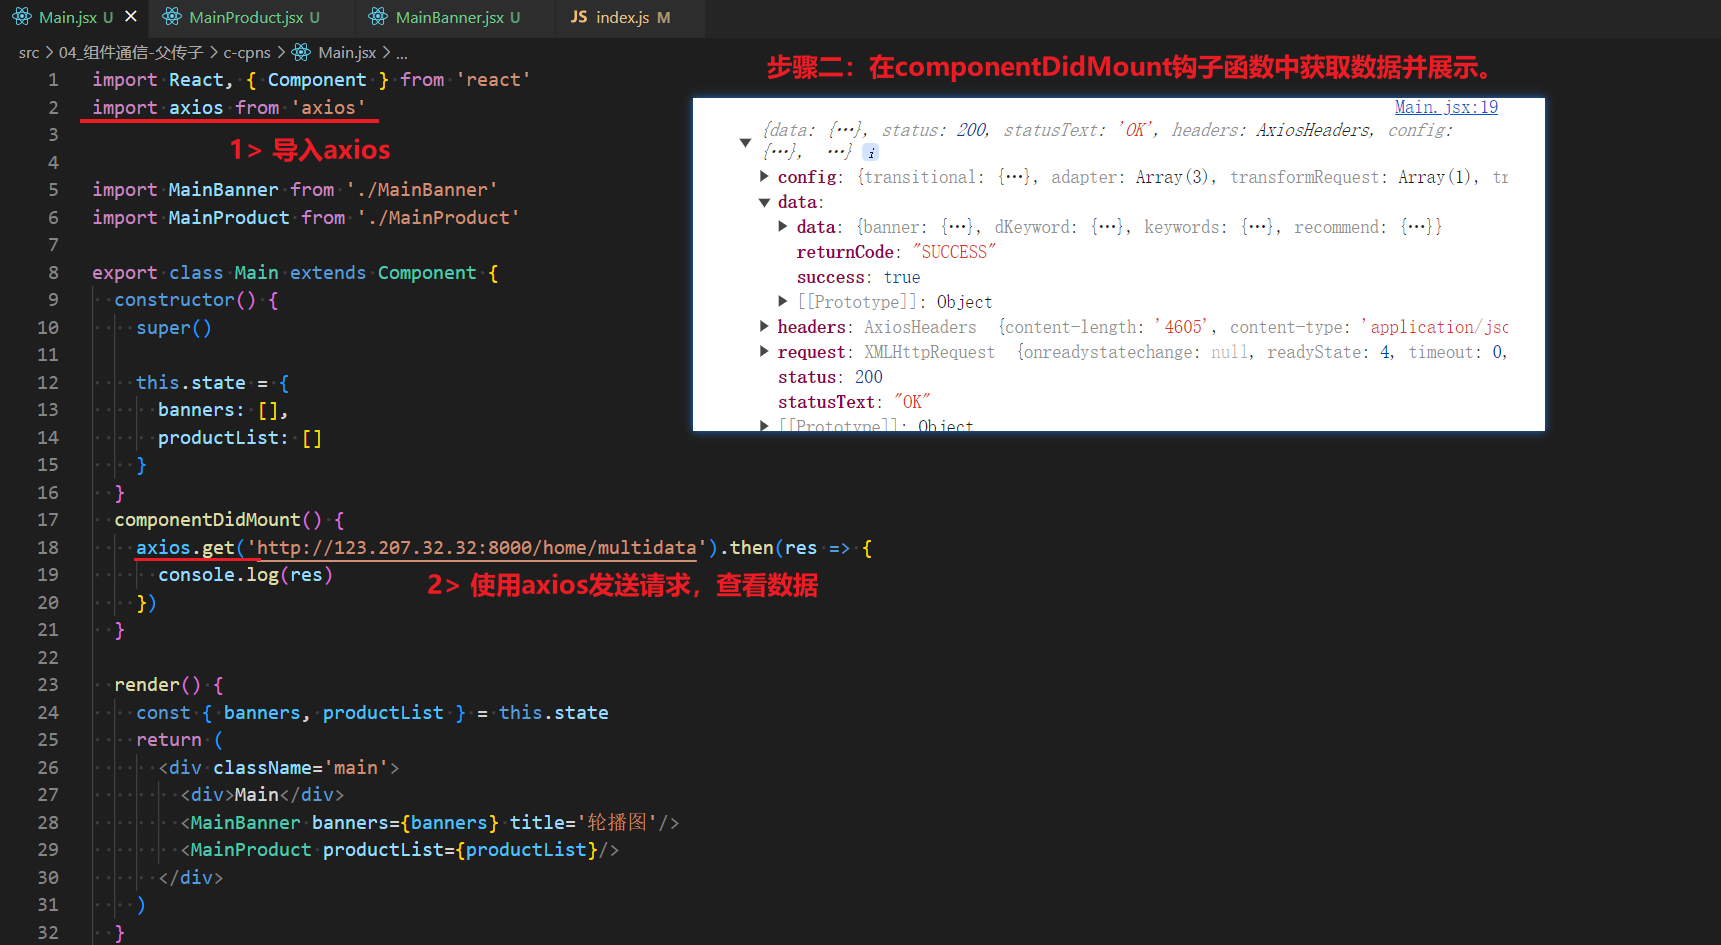 Main.jsx U
MainProduct.jsx U
MainBanner.jsx U
JS index.js M
src > 04_组件通信-父传子 > c-cpns > Main.jsx > ...
步骤二：在componentDidMount钩子函数中获取数据并展示。
1 import React, { Component } from 'react'
2 import axios from 'axios'
3
1> 导入axios
4
5 import MainBanner from './MainBanner'
6 import MainProduct from './MainProduct'
7
8 export class Main extends Component {
9 constructor() {
10 super()
11
12 this.state = {
13 banners: [],
14 productList: []
15 }
16 }
17 componentDidMount() {
18 axios.get('http://123.207.32.32:8000/home/multidata').then(res => {
19 console.log(res)
2> 使用axios发送请求，查看数据
20 })
21 }
22
23 render() {
24 const { banners, productList } = this.state
25 return (
26 <div className='main'>
27 <div>Main</div>
28 <MainBanner banners={banners} title='轮播图'/>
29 <MainProduct productList={productList}/>
30 </div>
31 )
32 }
Main.jsx:19
{data: {…}, status: 200, statusText: 'OK', headers: AxiosHeaders, config:
{…}, …} i
config: {transitional: {…}, adapter: Array(3), transformRequest: Array(1), tr
data:
data: {banner: {…}, dKeyword: {…}, keywords: {…}, recommend: {…}}
returnCode: "SUCCESS"
success: true
[[Prototype]]: Object
headers: AxiosHeaders {content-length: '4605', content-type: 'application/jso
request: XMLHttpRequest {onreadystatechange: null, readyState: 4, timeout: 0,
status: 200
statusText: "OK"
[[Prototype]]: Object